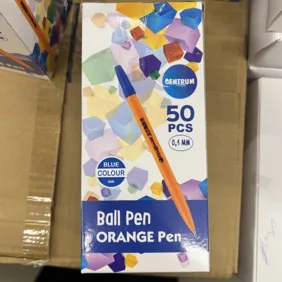 CENTRUM
50
PCS
0,1 MM
BLUE
COLOUR
Ball Pen
ORANGE Pen